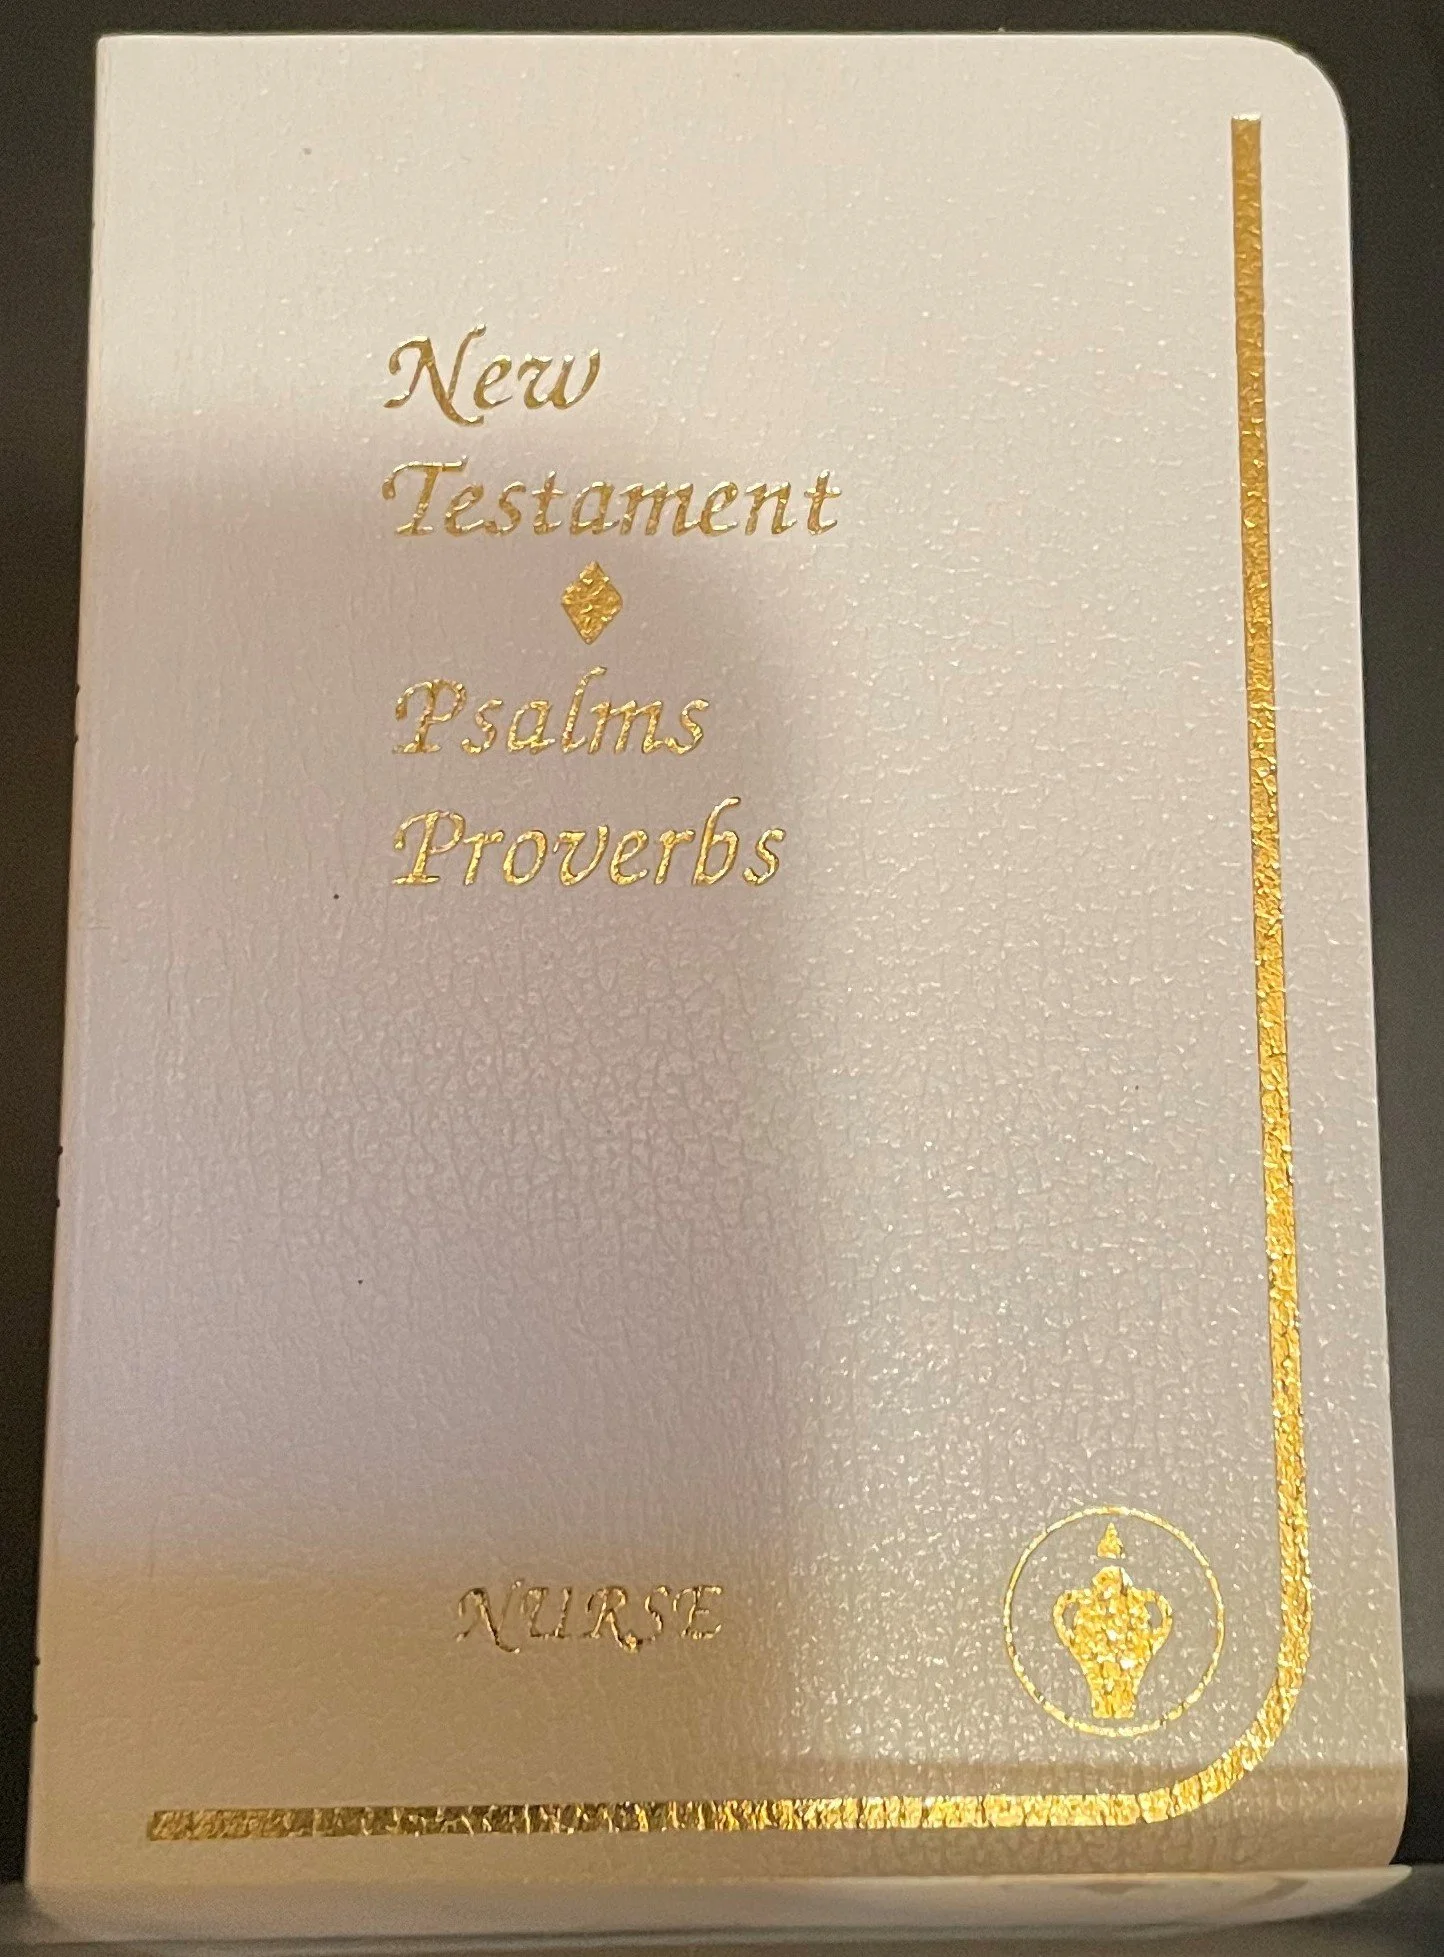 New
Testament
Psalms
Proverbs
NURSE